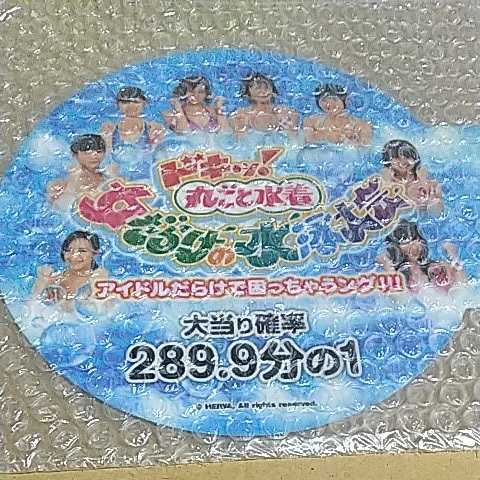 ドキッ!
丸ごと水着
女だらけの水泳大会
アイドルだらけで困っちゃうング!!!
大当り確率
289.9分の1
© HEIWA, All rights reserved.